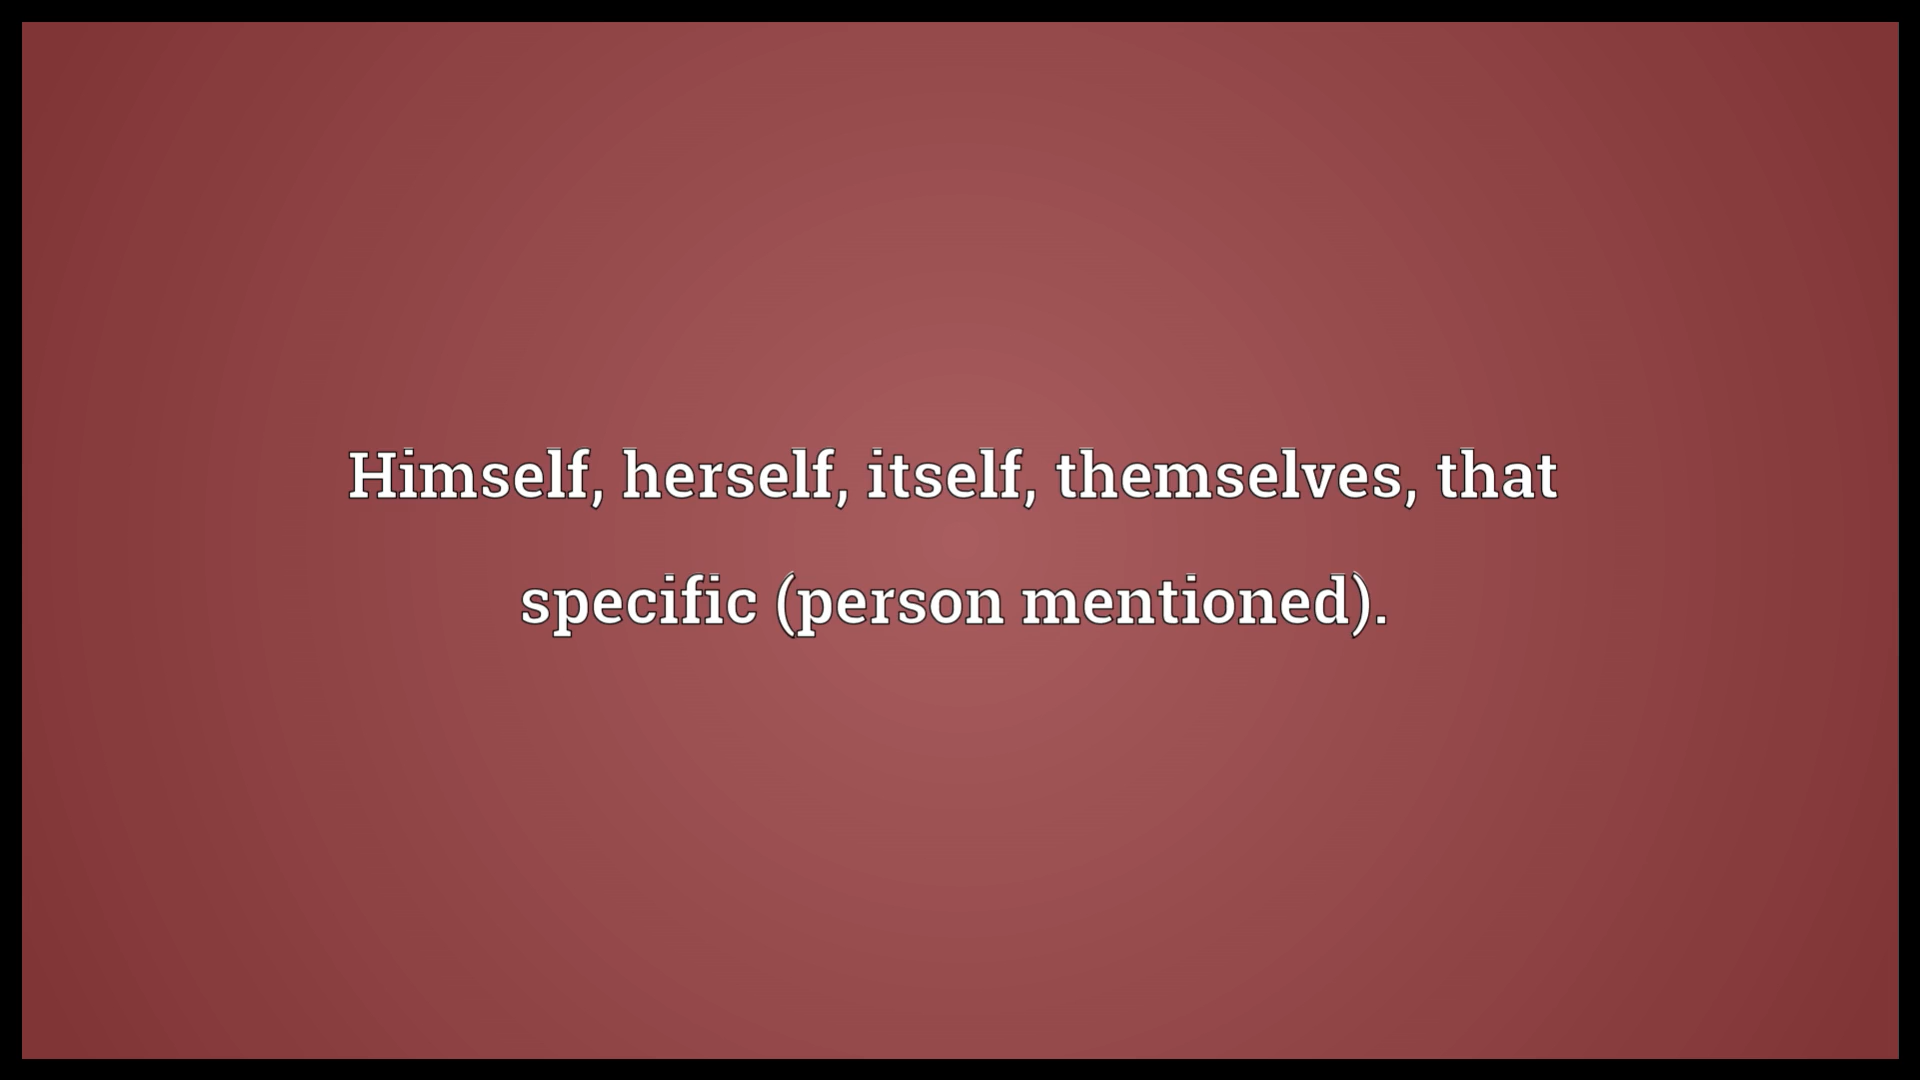 Himself, herself, itself, themselves, that
specific (person mentioned).